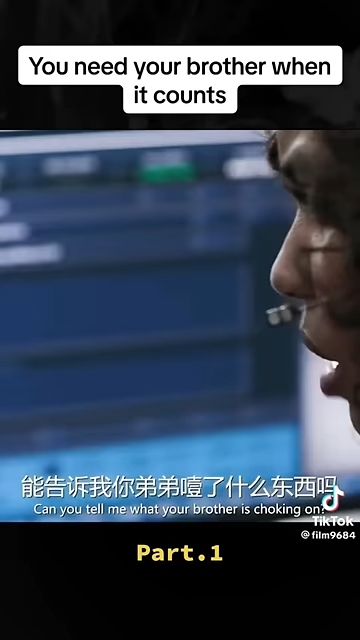 You need your brother when
it counts
能告诉我你弟弟噎了什么东西吗
Can you tell me what your brother is choking on?
TikTok
@film9684
Part.1